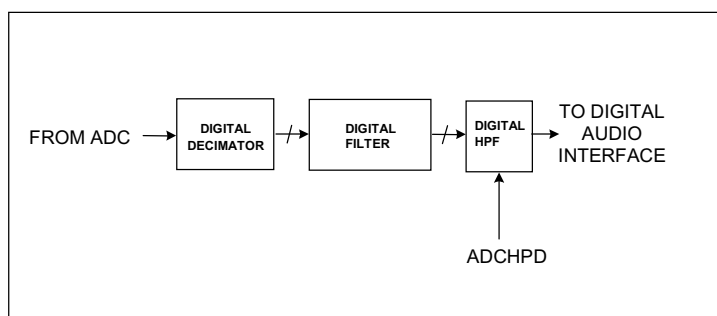 FROM ADC
DIGITAL
DECIMATOR
DIGITAL
FILTER
DIGITAL
HPF
TO DIGITAL
AUDIO
INTERFACE
ADCHPD